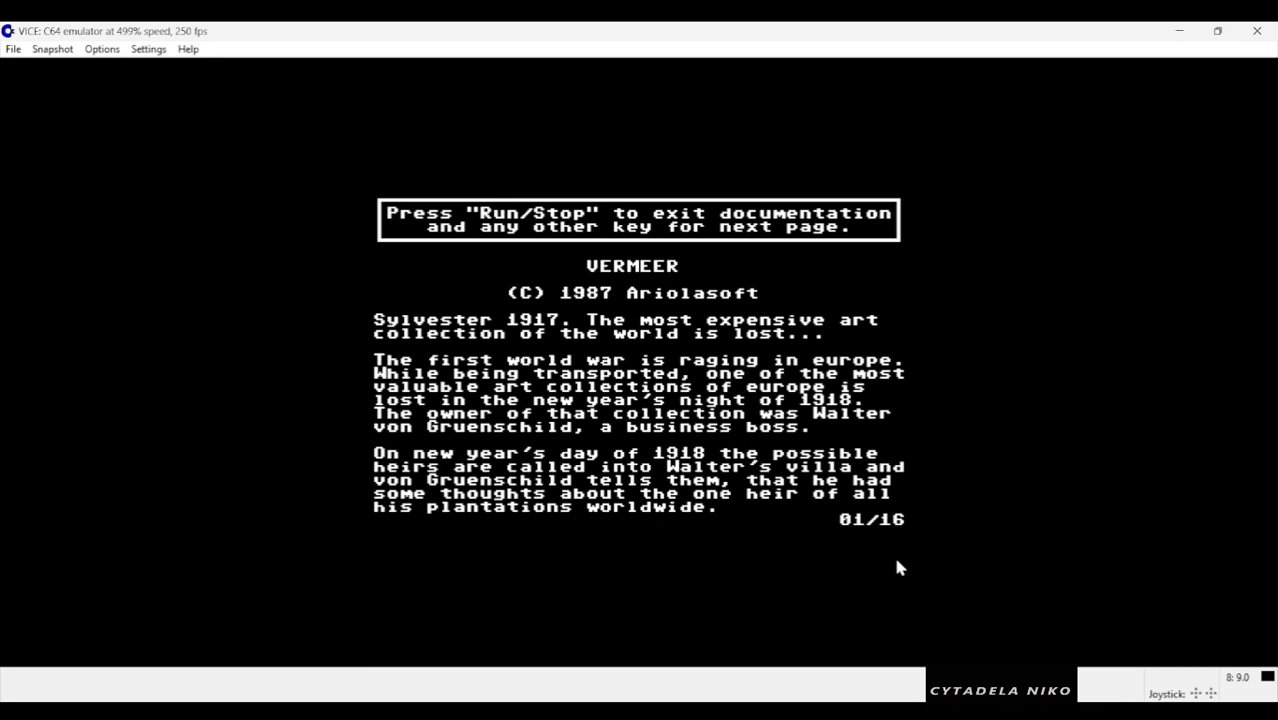 VICE: C64 emulator at 499% speed, 250 fps
File Snapshot Options Settings Help
Press "Run/Stop" to exit documentation
and any other key for next page.
VERMEER
(C) 1987 Ariolasoft
Sylvester 1917. The most expensive art
collection of the world is lost...
The first world war is raging in europe.
While being transported, one of the most
valuable art collections of europe is
lost in the new year's night of 1918.
The owner of that collection was Walter
von Gruenschild, a business boss.
On new year's day of 1918 the possible
heirs are called into Walter's villa and
von Gruenschild tells them, that he had
some thoughts about the one heir of all
his plantations worldwide.
01/16
8: 9.0
CYTADELA NIKO
Joystick: